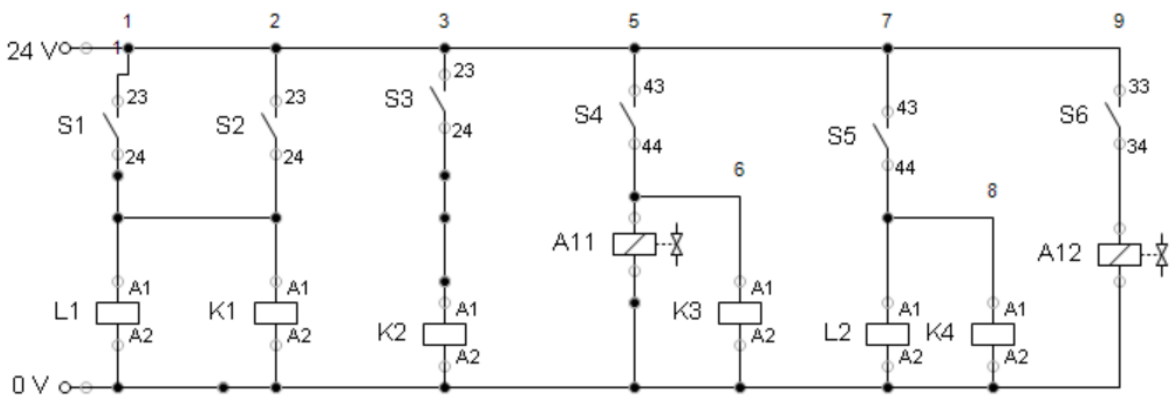 1 2 3 5 7 9
24 V 1
23 23 23 43 43 33
S1 S2 S3 S4 S5 S6
24 24 24 44 44 34
6 8
A11 A12
A1 A1 A1 A1 A1 A1
L1 K1 K2 K3 L2 K4
A2 A2 A2 A2 A2 A2
0 V